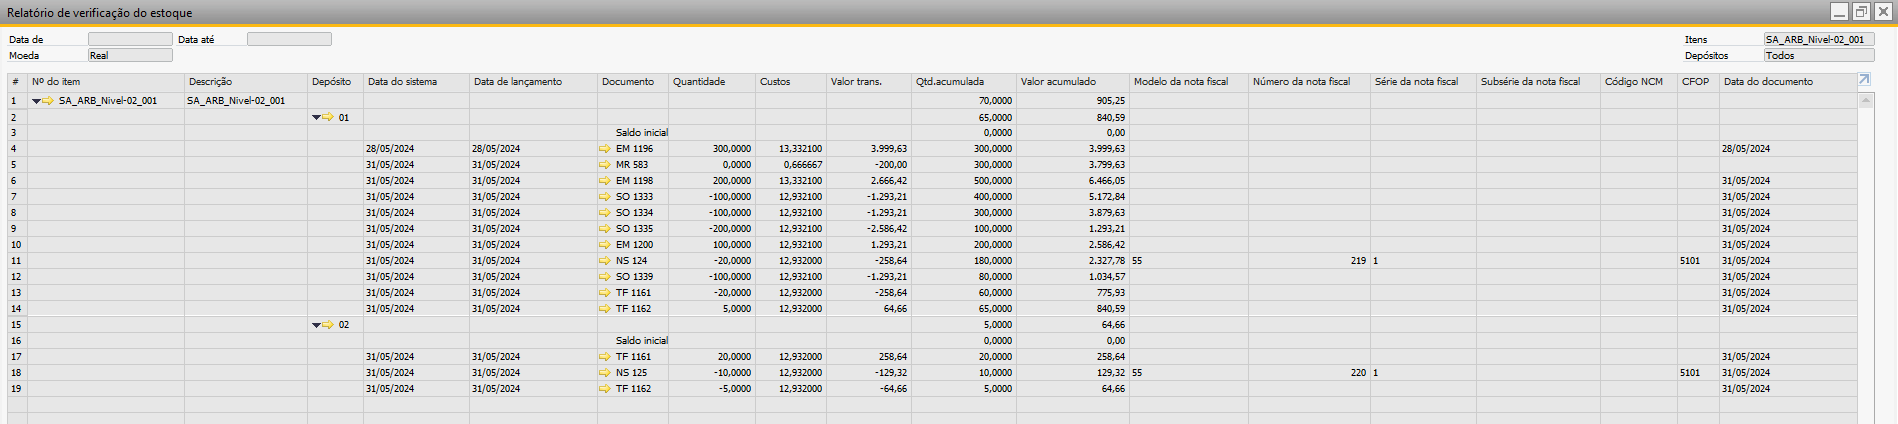 Relatório de verificação do estoque
Data de Data até Itens SA_ARB_Nivel-02_001
Moeda Real Depósitos Todos
# Nº do item Descrição Depósito Data do sistema Data de lançamento Documento Quantidade Custos Valor trans. Qtd.acumulada Valor acumulado Modelo da nota fiscal Número da nota fiscal Série da nota fiscal Subsérie da nota fiscal Código NCM CFOP Data do documento
1 SA_ARB_Nivel-02_001 SA_ARB_Nivel-02_001 70,0000 905,25
2 01 65,0000 840,59
3 Saldo inicial 0,0000 0,00
4 28/05/2024 28/05/2024 EM 1196 300,0000 13,332100 3.999,63 300,0000 3.999,63 28/05/2024
5 31/05/2024 31/05/2024 MR 583 0,0000 0,666667 -200,00 300,0000 3.799,63
6 31/05/2024 31/05/2024 EM 1198 200,0000 13,332100 2.666,42 500,0000 6.466,05 31/05/2024
7 31/05/2024 31/05/2024 SO 1333 -100,0000 12,932100 -1.293,21 400,0000 5.172,84 31/05/2024
8 31/05/2024 31/05/2024 SO 1334 -100,0000 12,932100 -1.293,21 300,0000 3.879,63 31/05/2024
9 31/05/2024 31/05/2024 SO 1335 -200,0000 12,932100 -2.586,42 100,0000 1.293,21 31/05/2024
10 31/05/2024 31/05/2024 EM 1200 100,0000 12,932100 1.293,21 200,0000 2.586,42 31/05/2024
11 31/05/2024 31/05/2024 NS 124 -20,0000 12,932000 -258,64 180,0000 2.327,78 55 219 1 5101 31/05/2024
12 31/05/2024 31/05/2024 SO 1339 -100,0000 12,932100 -1.293,21 80,0000 1.034,57 31/05/2024
13 31/05/2024 31/05/2024 TF 1161 -20,0000 12,932000 -258,64 60,0000 775,93 31/05/2024
14 31/05/2024 31/05/2024 TF 1162 5,0000 12,932000 64,66 65,0000 840,59 31/05/2024
15 02 5,0000 64,66
16 Saldo inicial 0,0000 0,00
17 31/05/2024 31/05/2024 TF 1161 20,0000 12,932000 258,64 20,0000 258,64 31/05/2024
18 31/05/2024 31/05/2024 NS 125 -10,0000 12,932000 -129,32 10,0000 129,32 55 220 1 5101 31/05/2024
19 31/05/2024 31/05/2024 TF 1162 -5,0000 12,932000 -64,66 5,0000 64,66 31/05/2024